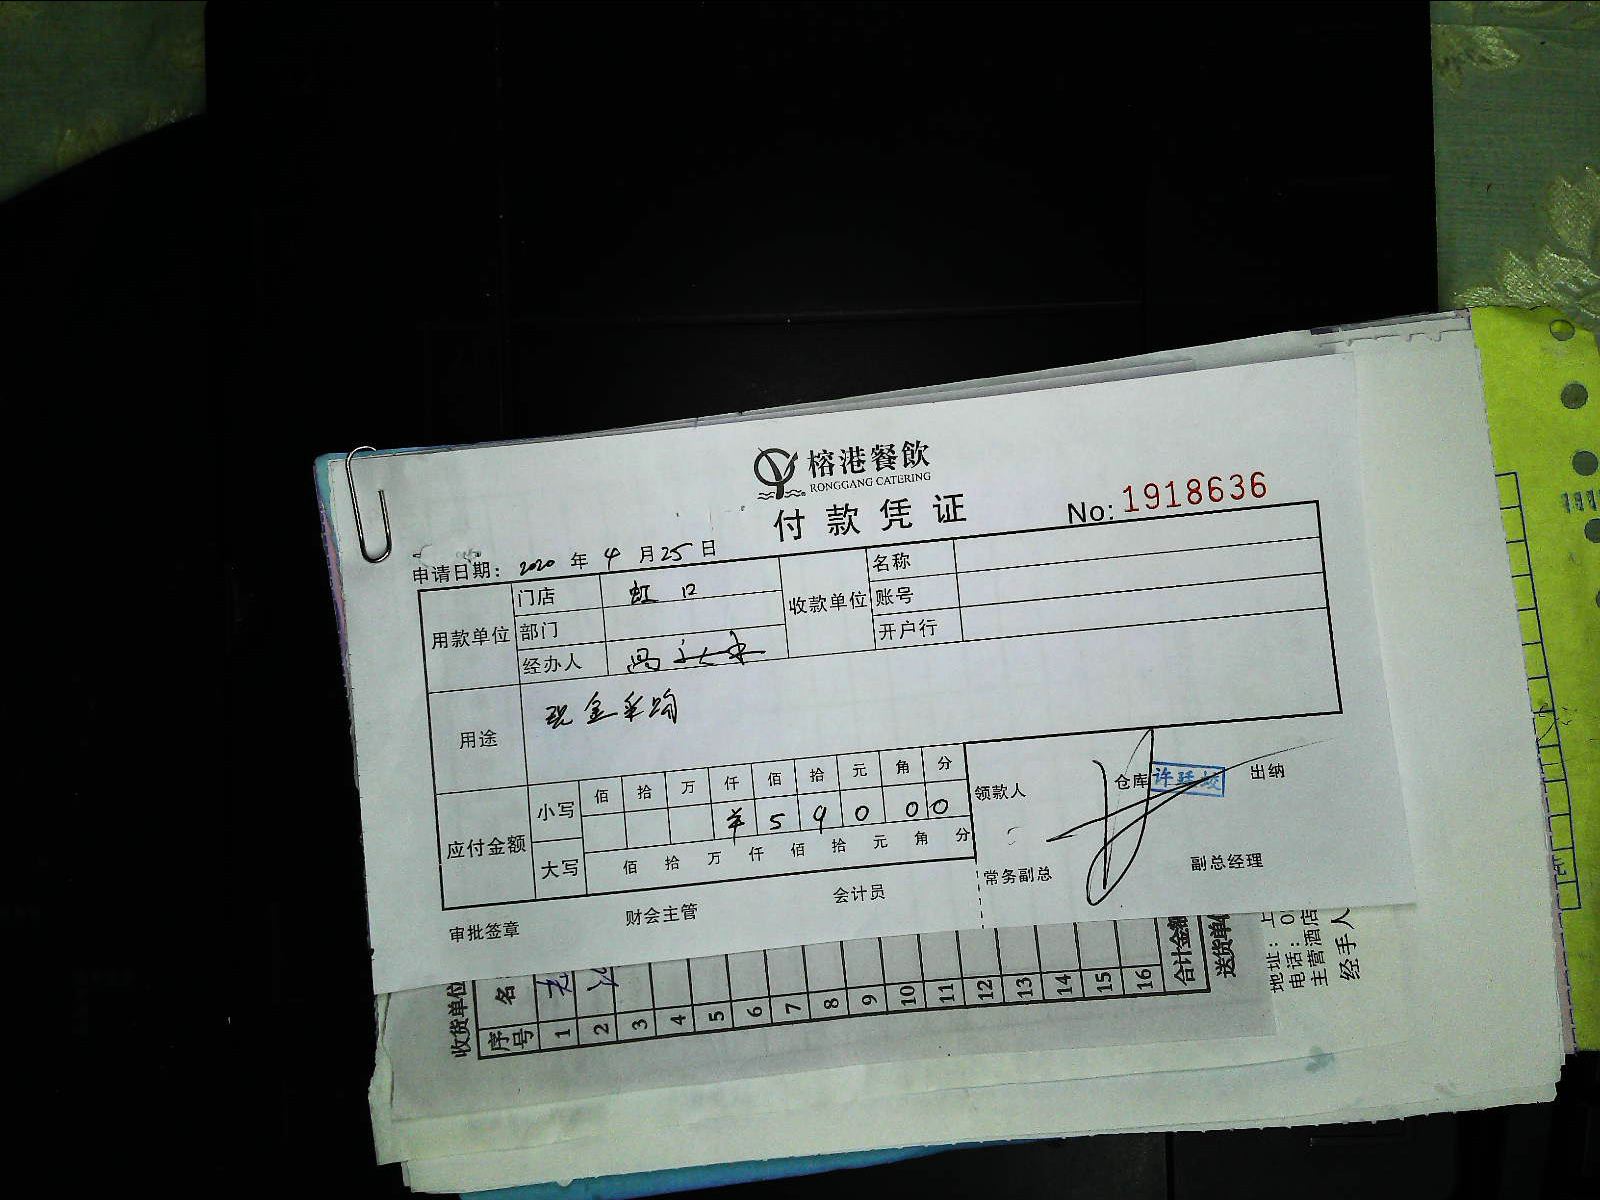 榕港餐飲
RONGGANG CATERING
付款凭证
No: 1918636
申请日期: 2020 年 4 月 25 日
用款单位 门店 虹口 收款单位 名称
部门 账号
经办人 开户行
用途 现金采购
应付金额 小写 佰 拾 万 仟 佰 拾 元 角 分
¥ 5 9 0 0 0
大写 佰 拾 万 仟 佰 拾 元 角 分
领款人 仓库 出纳
常务副总 副总经理
审批签章 财会主管 会计员
收货单位
序号 名
1
2
3
4
5
6
7
8
9
10
11
12
13
14
15
16
合计金额
送货单位
地址: 上
电话: 0
主营酒店
经手人